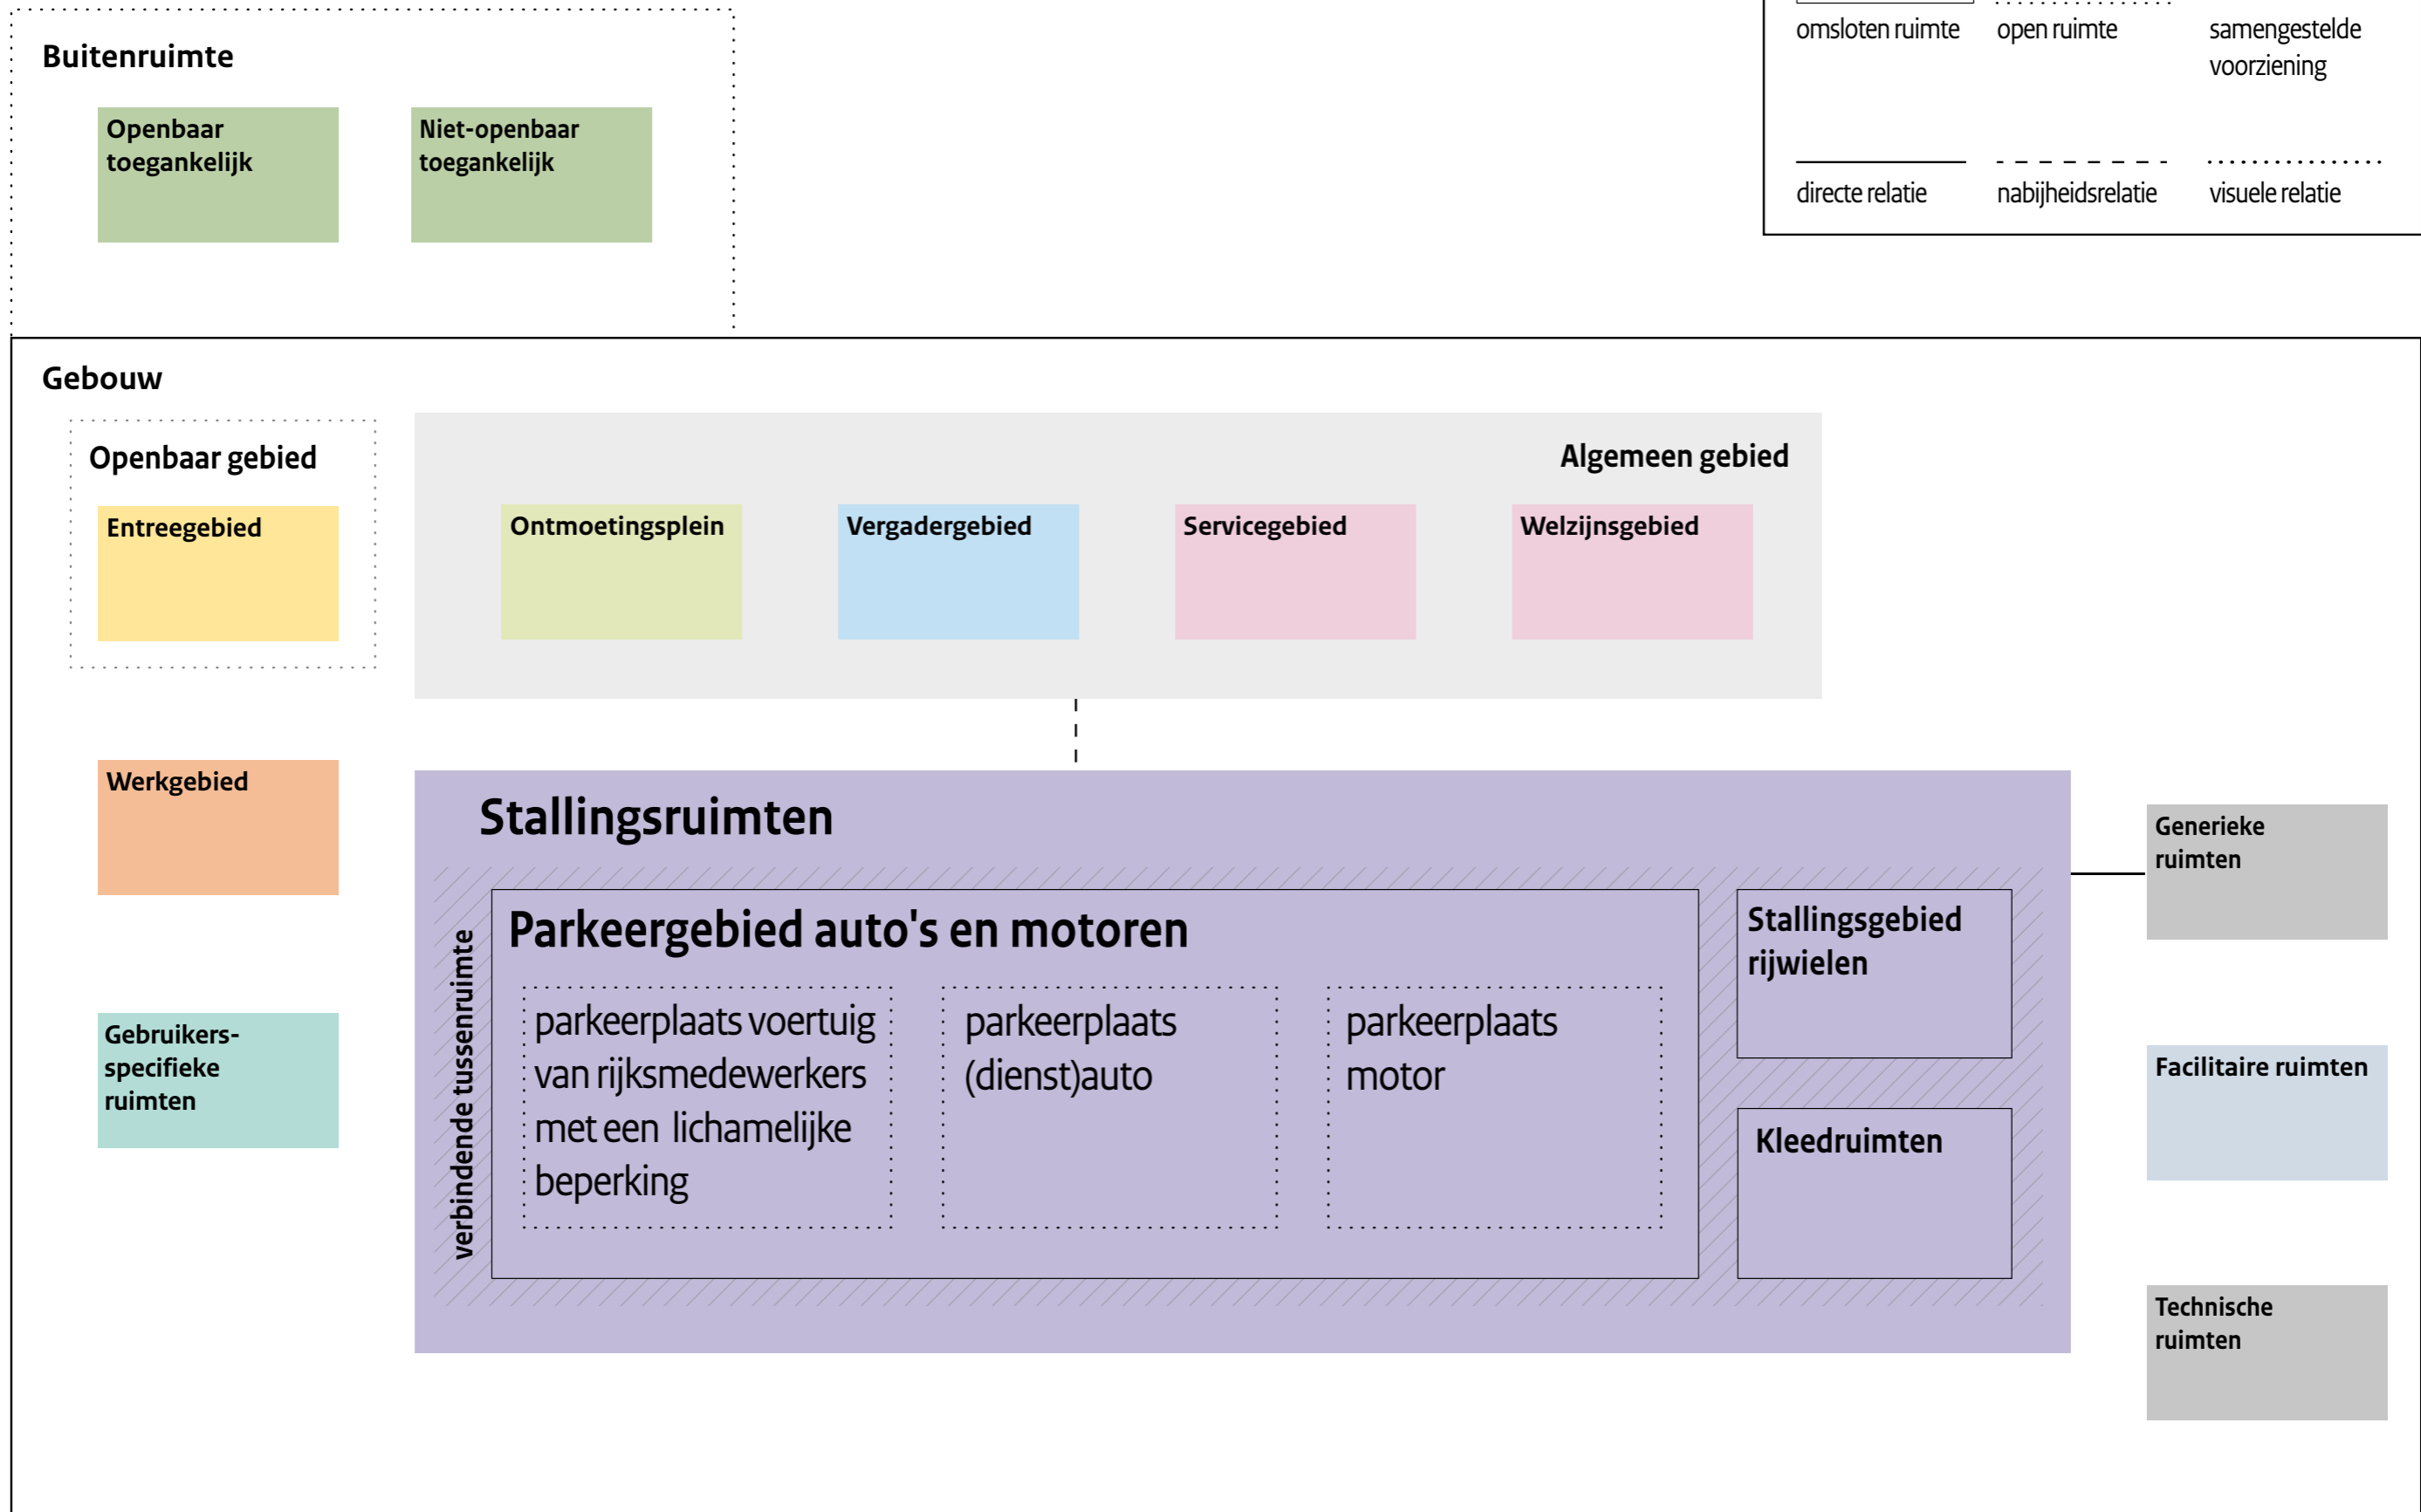 omsloten ruimte
open ruimte
samengestelde
voorziening
directe relatie
nabijheidsrelatie
visuele relatie
Buitenruimte
Openbaar
toegankelijk
Niet-openbaar
toegankelijk
Gebouw
Openbaar gebied
Entreegebied
Algemeen gebied
Ontmoetingsplein
Vergadergebied
Servicegebied
Welzijnsgebied
Werkgebied
Gebruikers-
specifieke
ruimten
Stallingsruimten
verbindende tussenruimte
Parkeergebied auto's en motoren
parkeerplaats voertuig
van rijksmedewerkers
met een lichamelijke
beperking
parkeerplaats
(dienst)auto
parkeerplaats
motor
Stallingsgebied
rijwielen
Kleedruimten
Generieke
ruimten
Facilitaire ruimten
Technische
ruimten